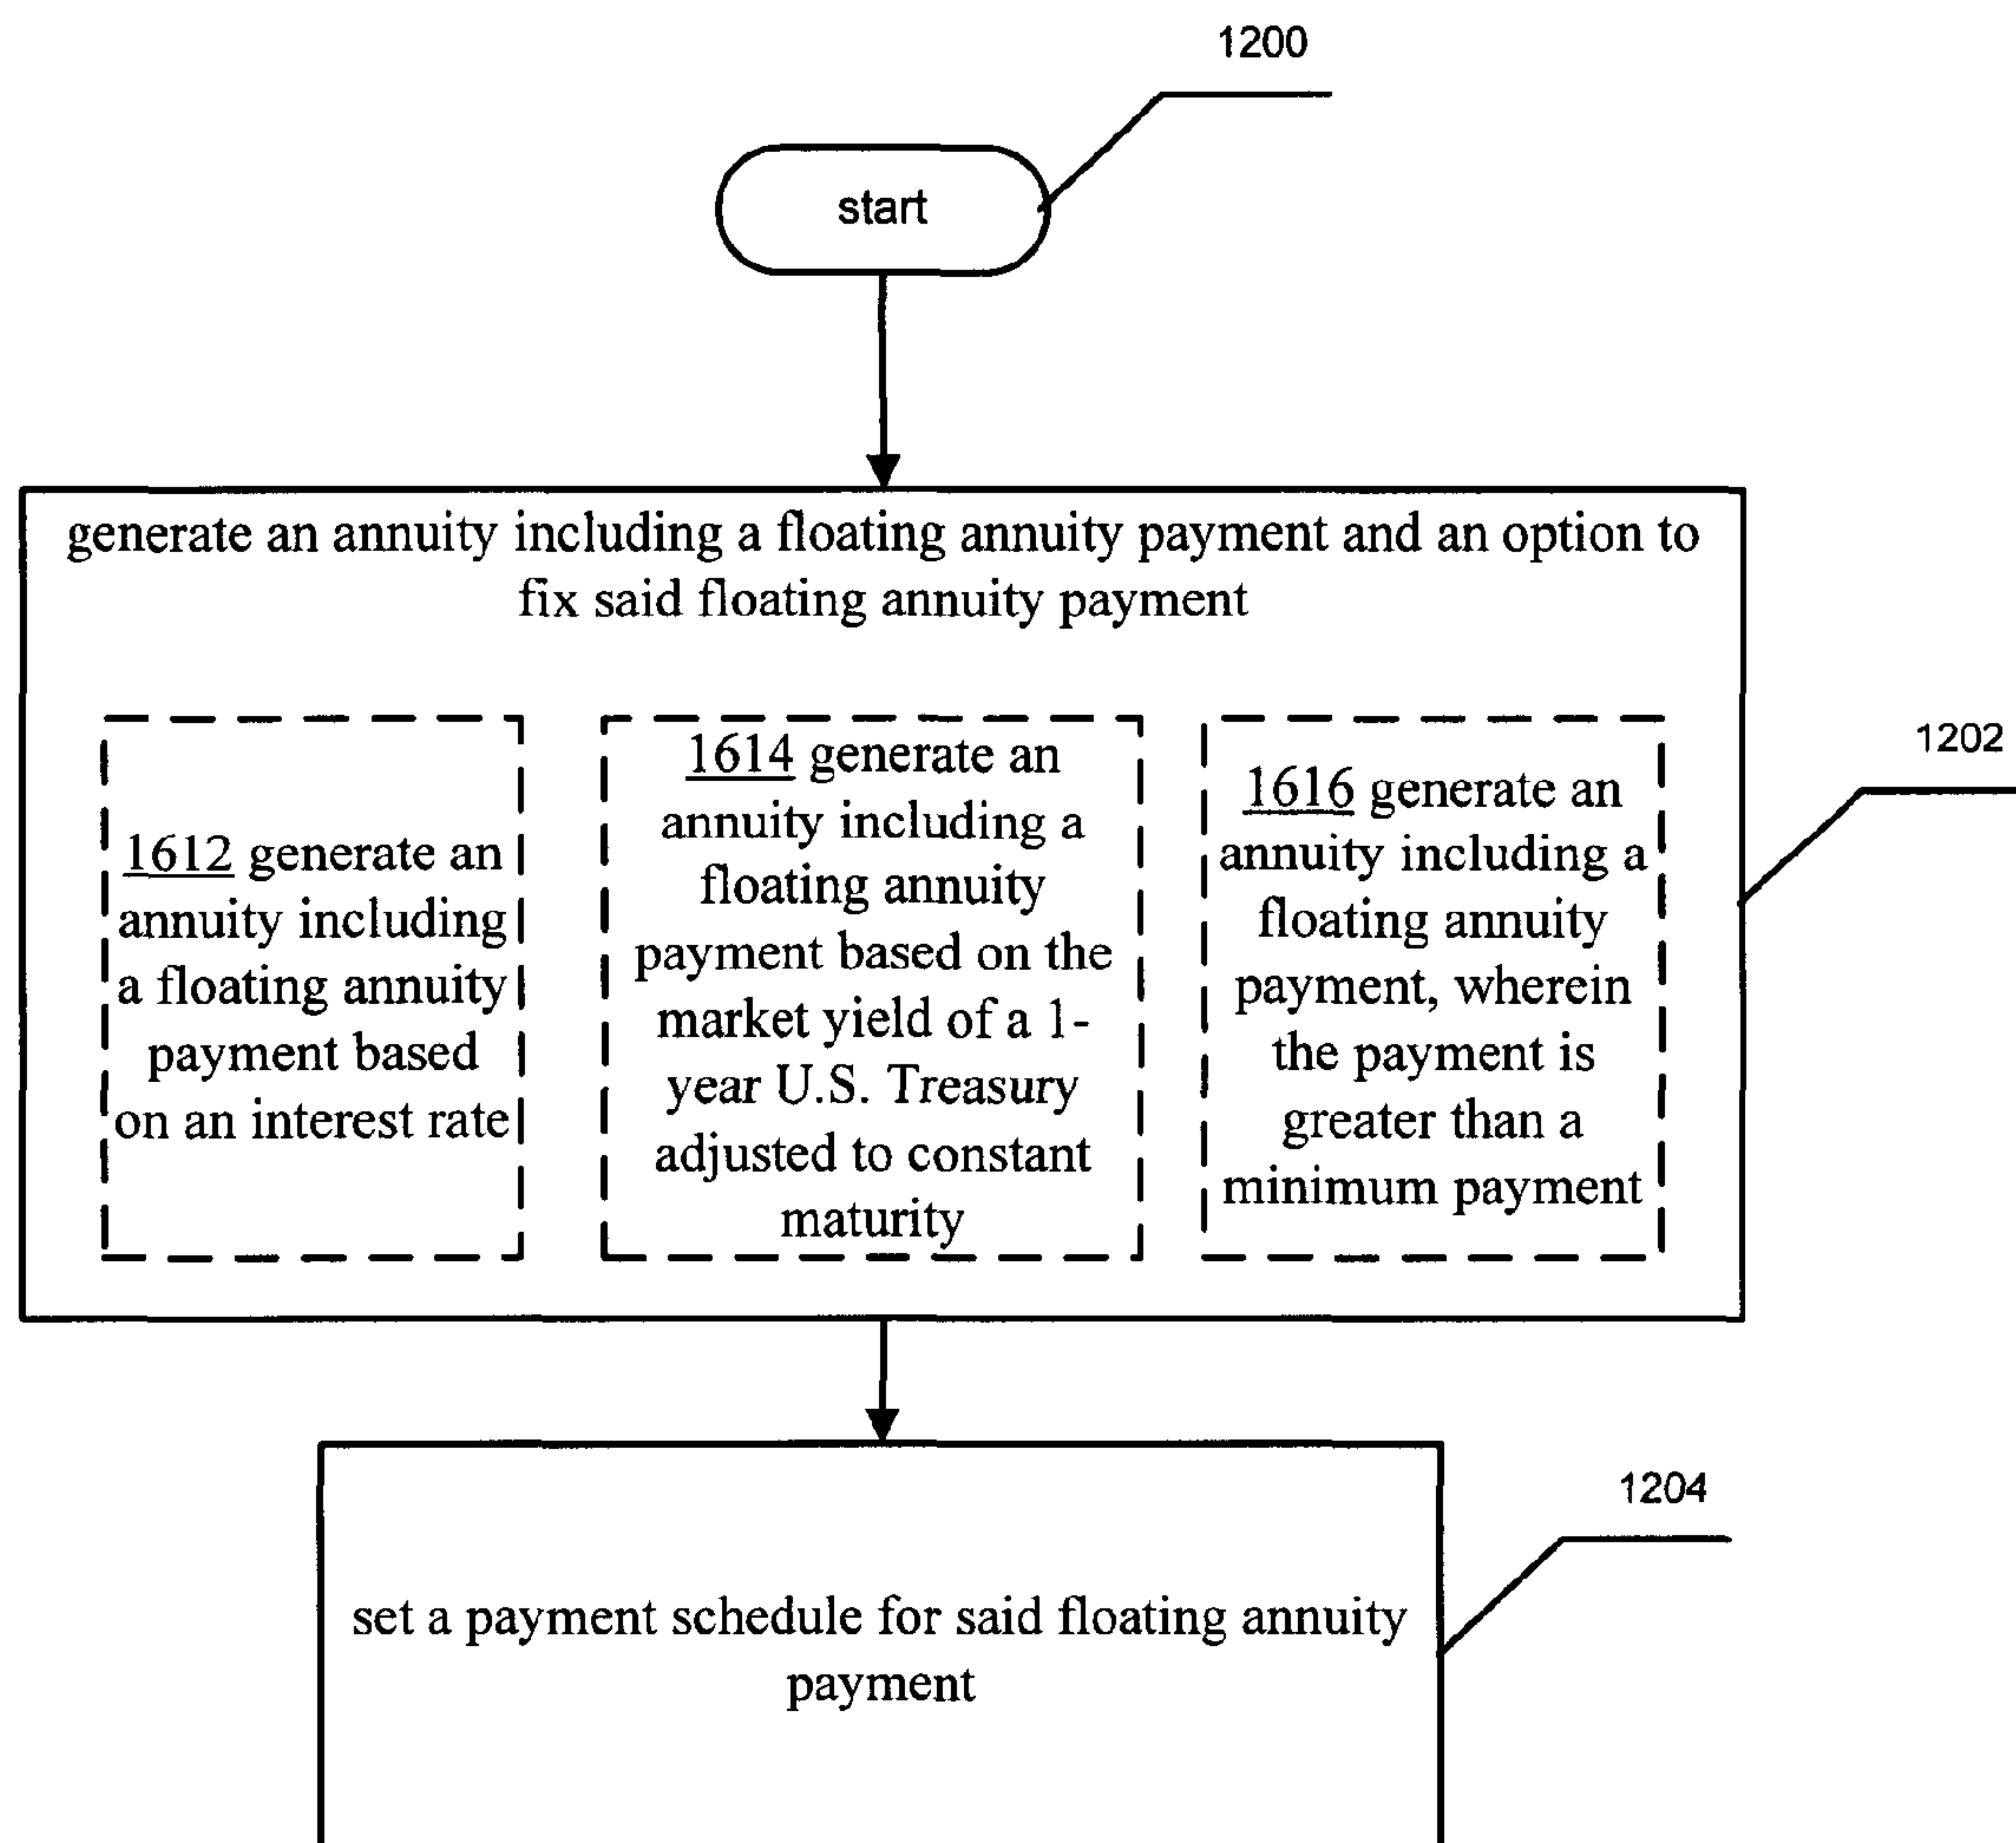 1200
start
generate an annuity including a floating annuity payment and an option to
fix said floating annuity payment
1202
1612 generate an
annuity including
a floating annuity
payment based
on an interest rate
1614 generate an
annuity including a
floating annuity
payment based on the
market yield of a 1-
year U.S. Treasury
adjusted to constant
maturity
1616 generate an
annuity including a
floating annuity
payment, wherein
the payment is
greater than a
minimum payment
1204
set a payment schedule for said floating annuity
payment